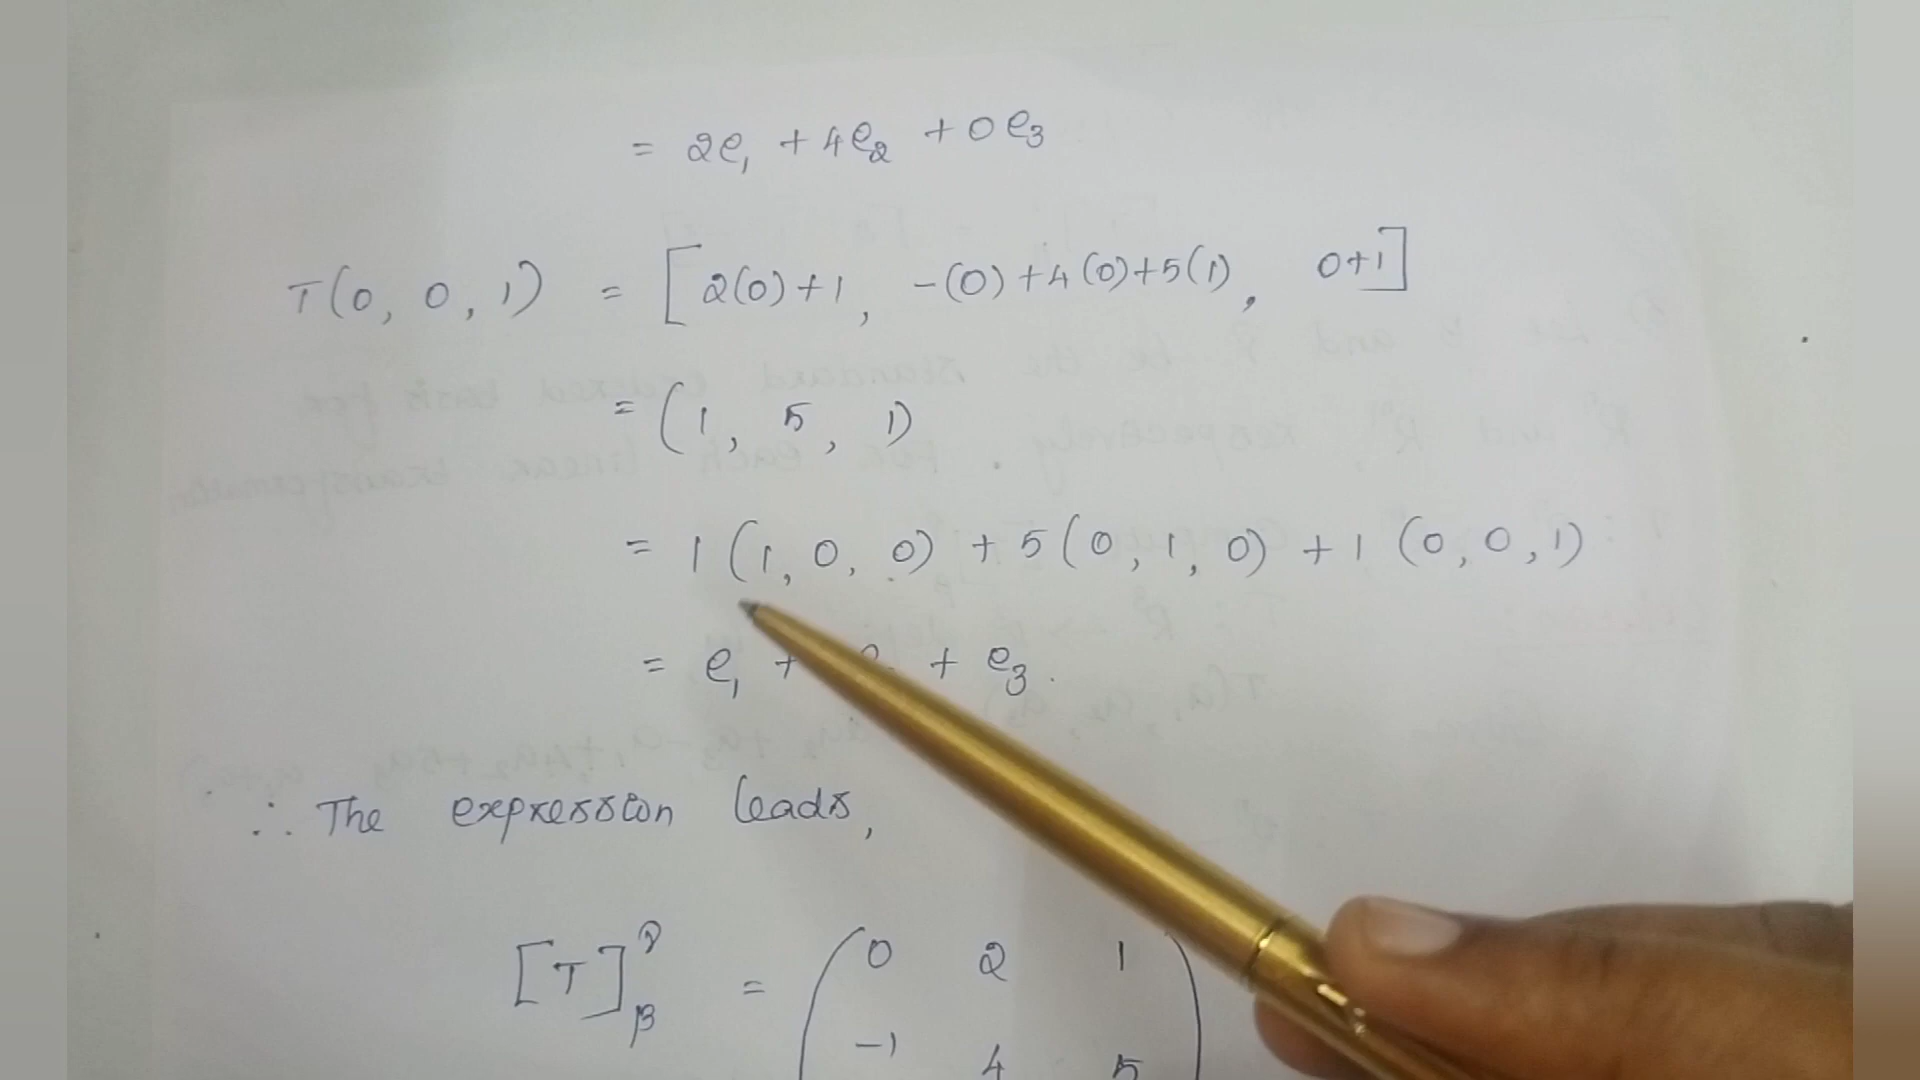 = 2e₁ + 4e₂ + 0e₃
T(0, 0, 1) = [2(0)+1, -(0)+4(0)+5(1), 0+1]
= (1, 5, 1)
= 1(1, 0, 0) + 5(0, 1, 0) + 1(0, 0, 1)
= e₁ + + e₃.
∴ The expression leads,
[T]ᵞᵦ = ( 0 2 1 )
-1 4 5